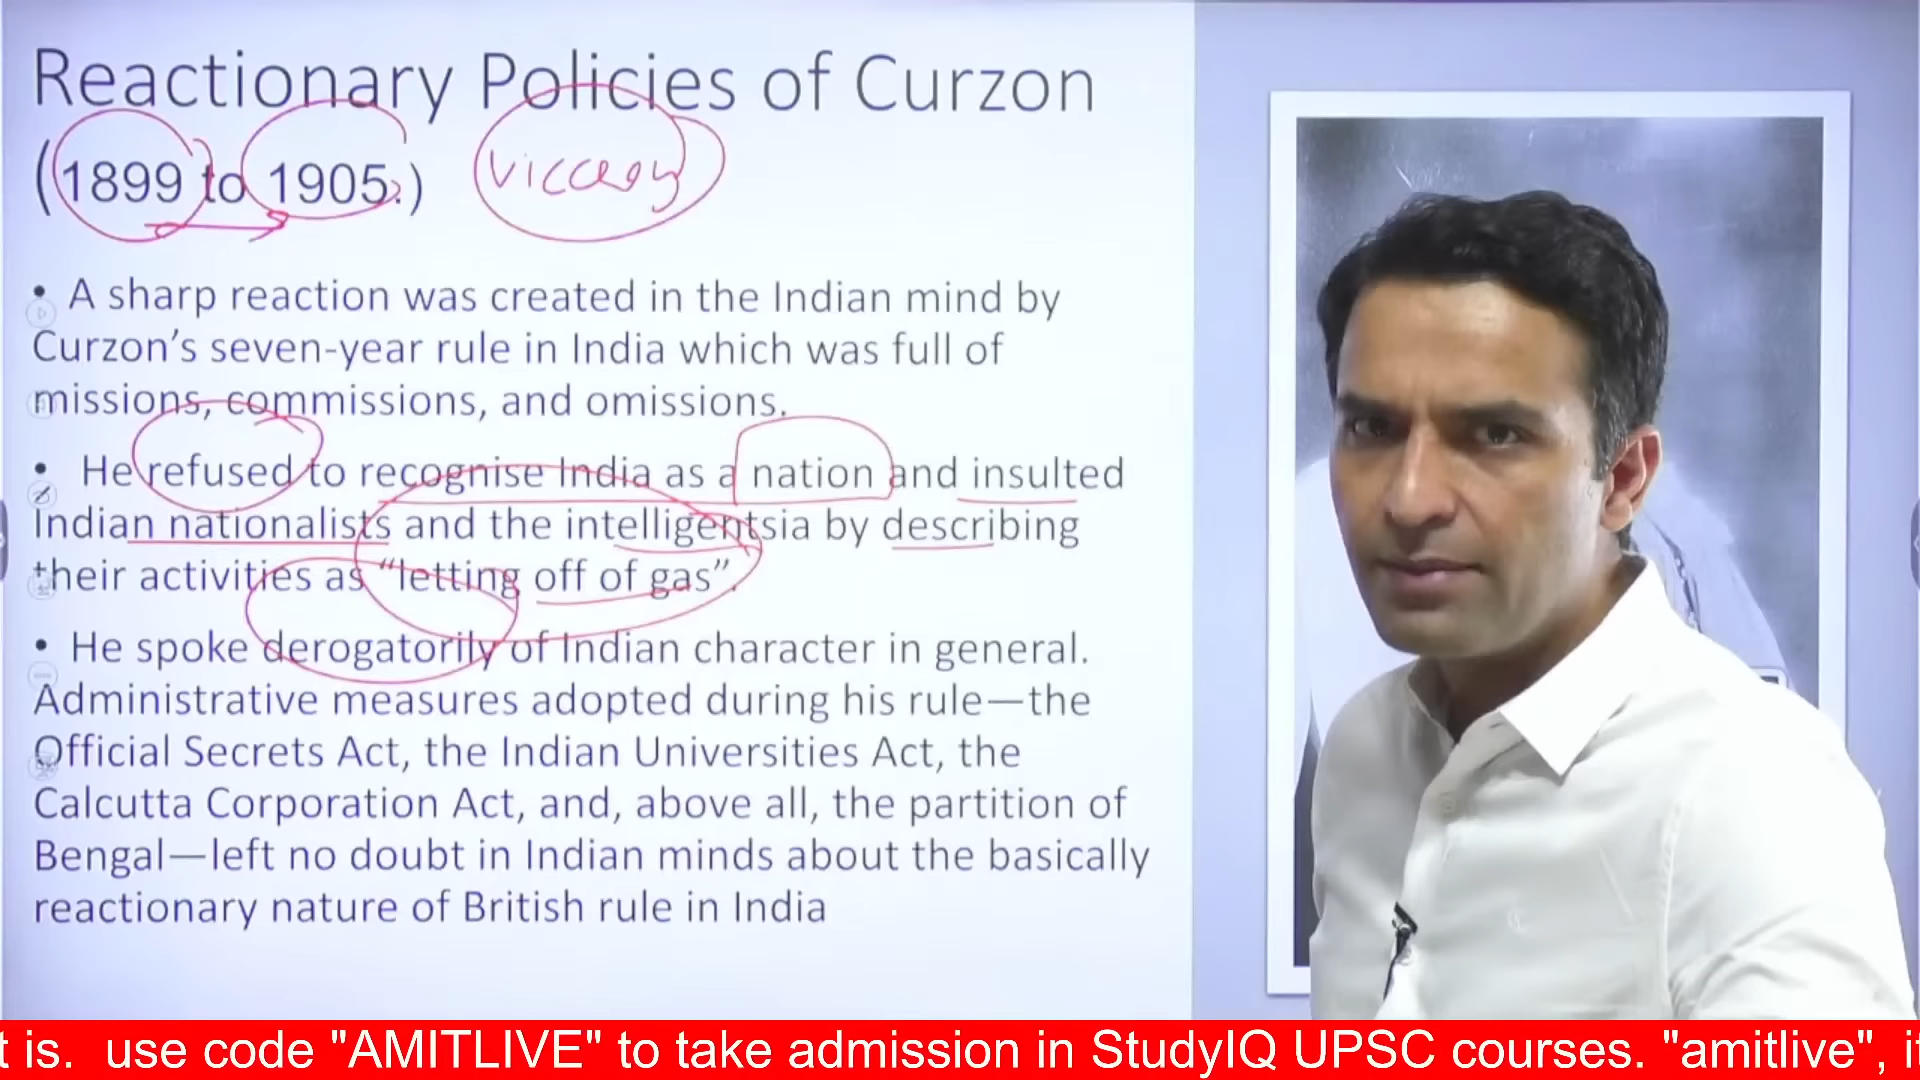 Reactionary Policies of Curzon
(1899 to 1905.)
viceroy
• A sharp reaction was created in the Indian mind by
Curzon’s seven-year rule in India which was full of
missions, commissions, and omissions.
• He refused to recognise India as a nation and insulted
Indian nationalists and the intelligentsia by describing
their activities as “letting off of gas”.
• He spoke derogatorily of Indian character in general.
Administrative measures adopted during his rule—the
Official Secrets Act, the Indian Universities Act, the
Calcutta Corporation Act, and, above all, the partition of
Bengal—left no doubt in Indian minds about the basically
reactionary nature of British rule in India
t is. use code "AMITLIVE" to take admission in StudyIQ UPSC courses. "amitlive", i